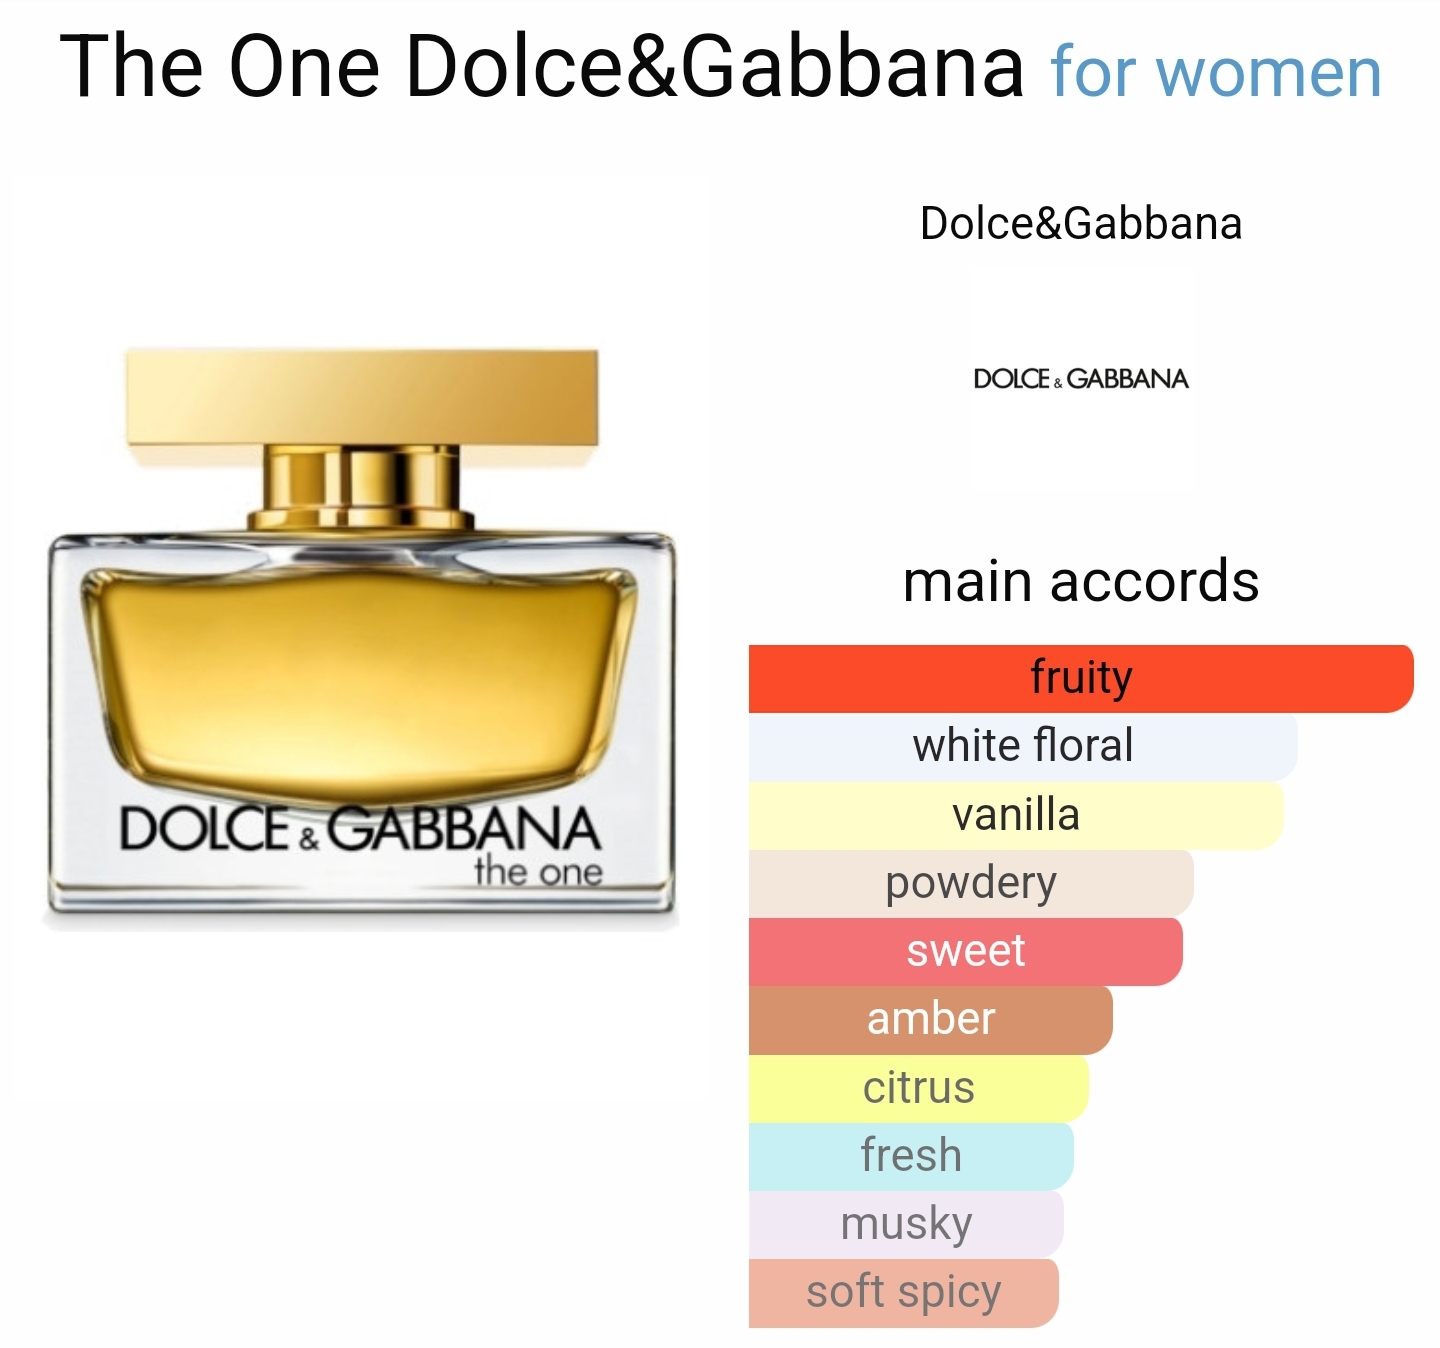 The One Dolce&Gabbana for women
Dolce&Gabbana
DOLCE & GABBANA
DOLCE & GABBANA
the one
main accords
fruity
white floral
vanilla
powdery
sweet
amber
citrus
fresh
musky
soft spicy